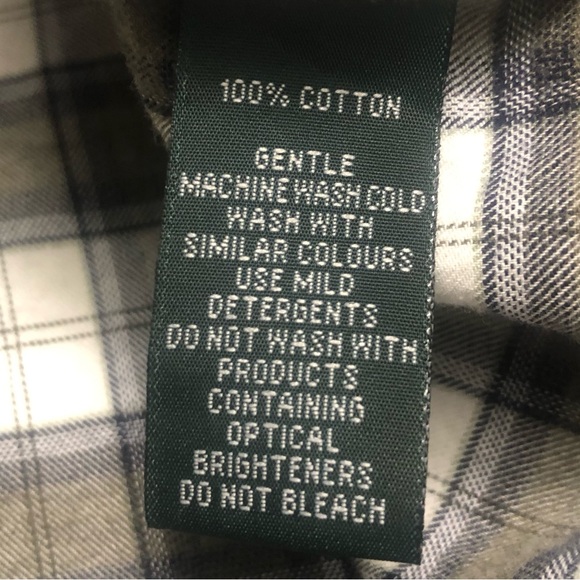 100% COTTON
GENTLE
MACHINE WASH COLD
WASH WITH
SIMILAR COLOURS
USE MILD
DETERGENTS
DO NOT WASH WITH
PRODUCTS
CONTAINING
OPTICAL
BRIGHTENERS
DO NOT BLEACH